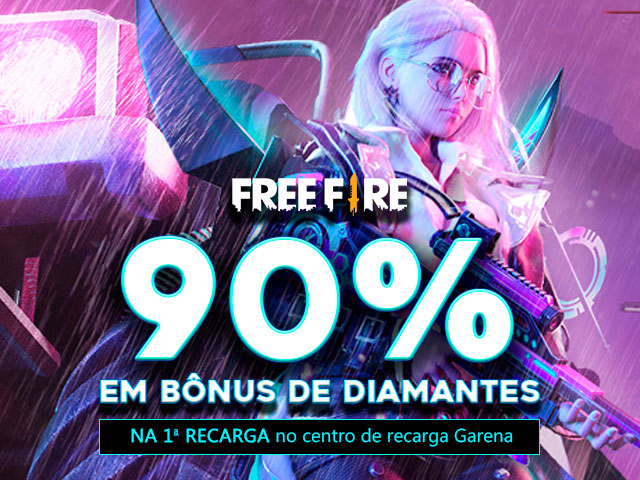 FREE FIRE
90%
EM BÔNUS DE DIAMANTES
NA 1ª RECARGA no centro de recarga Garena